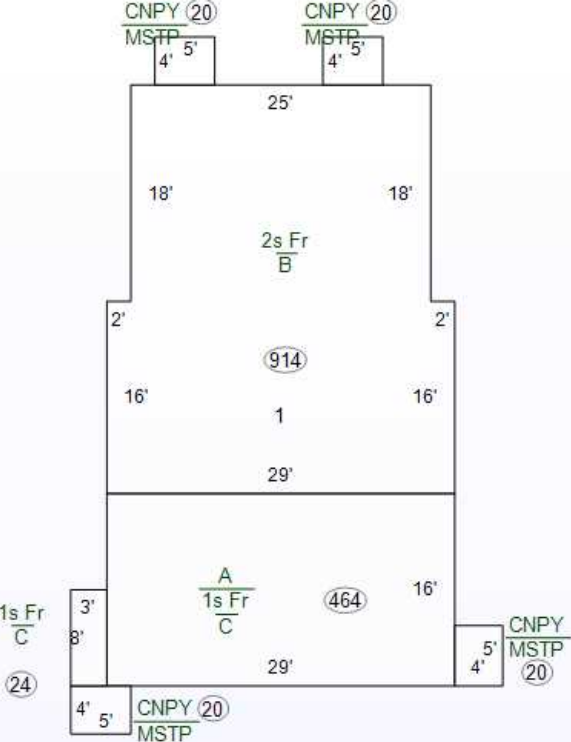 CNPY 20
MSTP
CNPY 20
MSTP
4' 5'
4' 5'
25'
18'
18'
2s Fr
B
2'
2'
914
16'
16'
1
29'
A
1s Fr
C
464
16'
1s Fr
C
3'
8'
24
29'
CNPY
MSTP
20
5'
4'
4'
5'
CNPY 20
MSTP